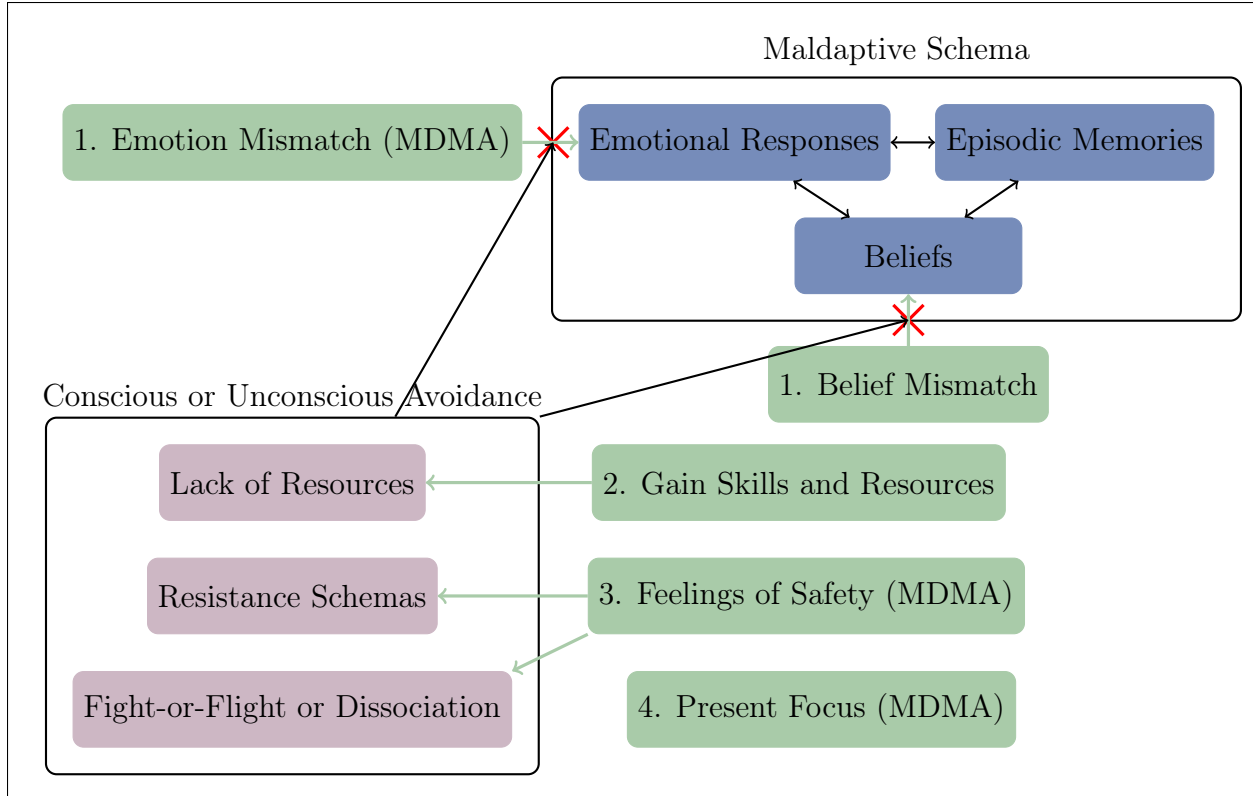 Maldaptive Schema
1. Emotion Mismatch (MDMA)
Emotional Responses
Episodic Memories
Beliefs
1. Belief Mismatch
Conscious or Unconscious Avoidance
Lack of Resources
2. Gain Skills and Resources
Resistance Schemas
3. Feelings of Safety (MDMA)
Fight-or-Flight or Dissociation
4. Present Focus (MDMA)